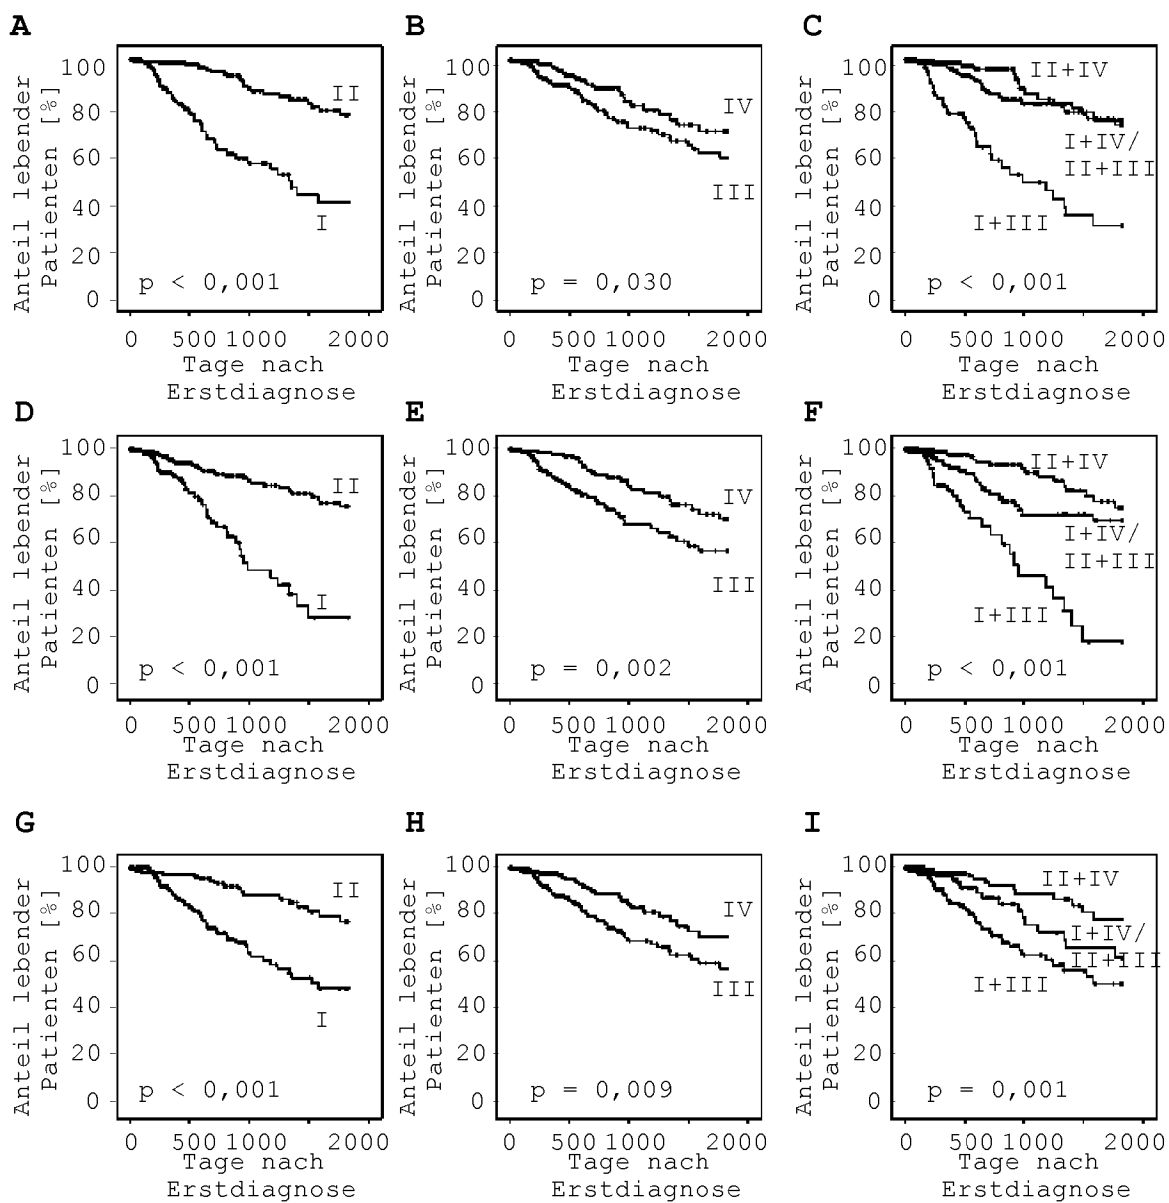 A
Anteil lebender
Patienten [%]
100
80
60
40
20
0
II
I
p < 0,001
0 500 1000 2000
Tage nach
Erstdiagnose
B
Anteil lebender
Patienten [%]
100
80
60
40
20
0
IV
III
p = 0,030
0 500 1000 2000
Tage nach
Erstdiagnose
C
Anteil lebender
Patienten [%]
100
80
60
40
20
0
II+IV
I+IV/
II+III
I+III
p < 0,001
0 500 1000 2000
Tage nach
Erstdiagnose
D
Anteil lebender
Patienten [%]
100
80
60
40
20
0
II
I
p < 0,001
0 500 1000 2000
Tage nach
Erstdiagnose
E
Anteil lebender
Patienten [%]
100
80
60
40
20
0
IV
III
p = 0,002
0 500 1000 2000
Tage nach
Erstdiagnose
F
Anteil lebender
Patienten [%]
100
80
60
40
20
0
II+IV
I+IV/
II+III
I+III
p < 0,001
0 500 1000 2000
Tage nach
Erstdiagnose
G
Anteil lebender
Patienten [%]
100
80
60
40
20
0
II
I
p < 0,001
0 500 1000 2000
Tage nach
Erstdiagnose
H
Anteil lebender
Patienten [%]
100
80
60
40
20
0
IV
III
p = 0,009
0 500 1000 2000
Tage nach
Erstdiagnose
I
Anteil lebender
Patienten [%]
100
80
60
40
20
0
II+IV
I+IV/
II+III
I+III
p = 0,001
0 500 1000 2000
Tage nach
Erstdiagnose